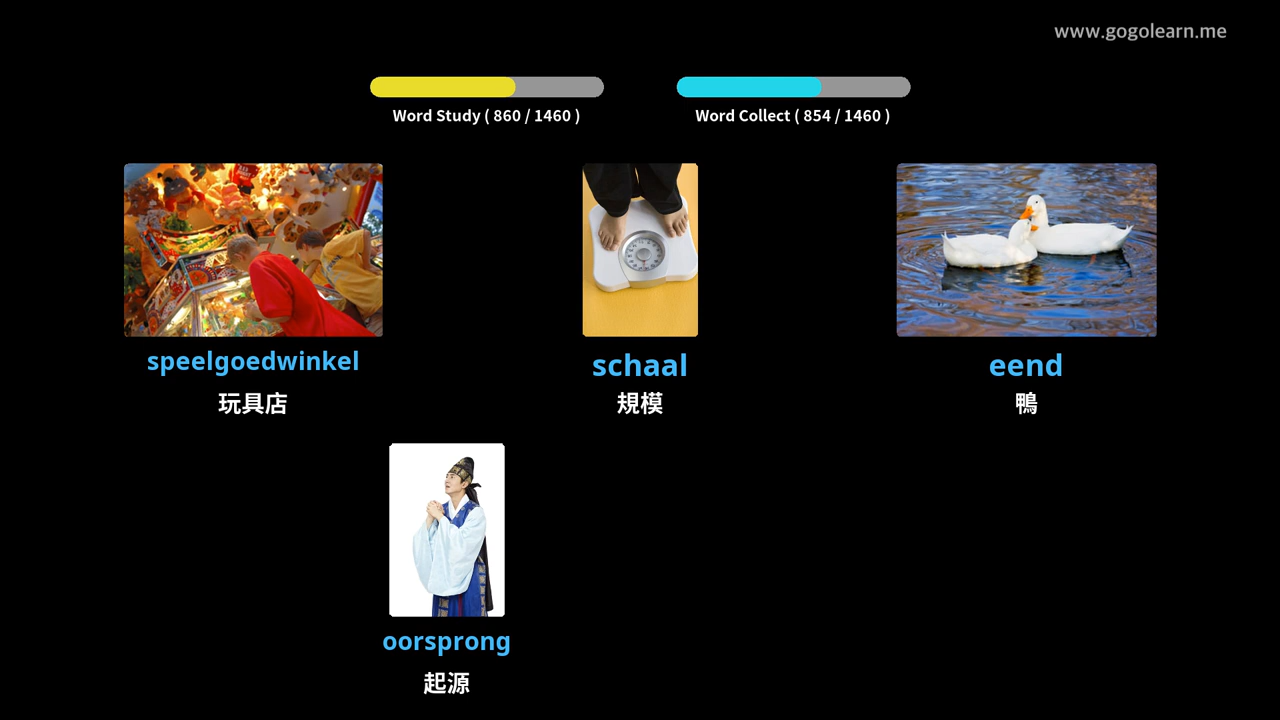 www.gogolearn.me
Word Study ( 860 / 1460 )
Word Collect ( 854 / 1460 )
speelgoedwinkel
玩具店
schaal
規模
eend
鴨
oorsprong
起源